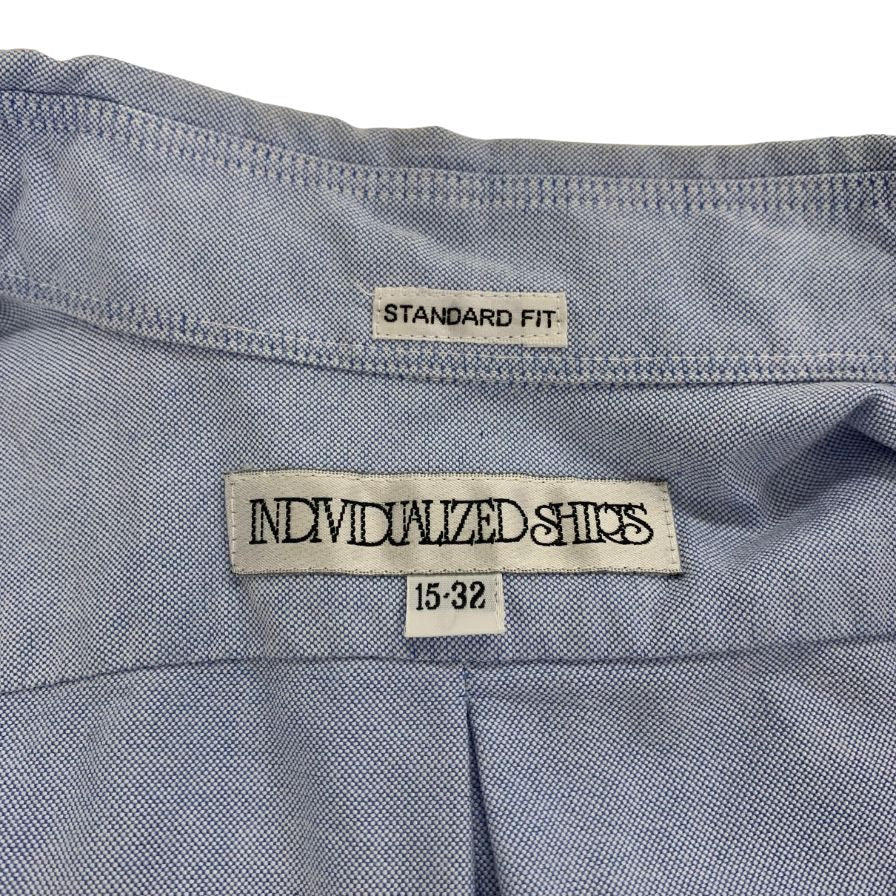 STANDARD FIT
INDIVIDUALIZED SHIRTS
15·32